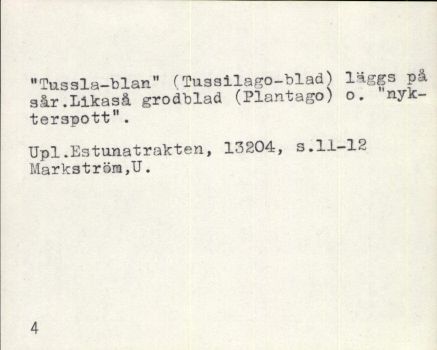 "Tussla-blan" (Tussilago-blad) läggs på
sår.Likaså grodblad (Plantago) o. "nyk-
terspott".
Upl.Estunatrakten, 13204, s.11-12
Markström,U.
4